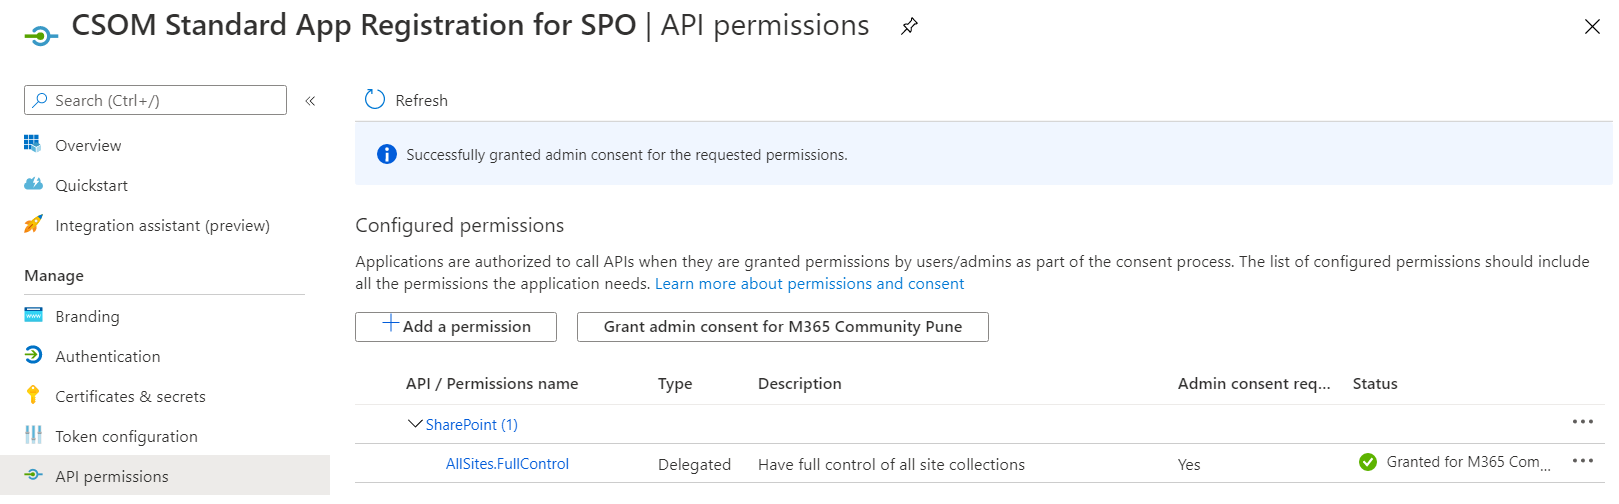 CSOM Standard App Registration for SPO | API permissions
Search (Ctrl+/)
«
Refresh
Overview
Successfully granted admin consent for the requested permissions.
Quickstart
Integration assistant (preview)
Configured permissions
Applications are authorized to call APIs when they are granted permissions by users/admins as part of the consent process. The list of configured permissions should include
all the permissions the application needs. Learn more about permissions and consent
Manage
Branding
Add a permission
Grant admin consent for M365 Community Pune
Authentication
API / Permissions name Type Description Admin consent req... Status
Certificates & secrets
SharePoint (1)
Token configuration
AllSites.FullControl Delegated Have full control of all site collections Yes Granted for M365 Com...
API permissions